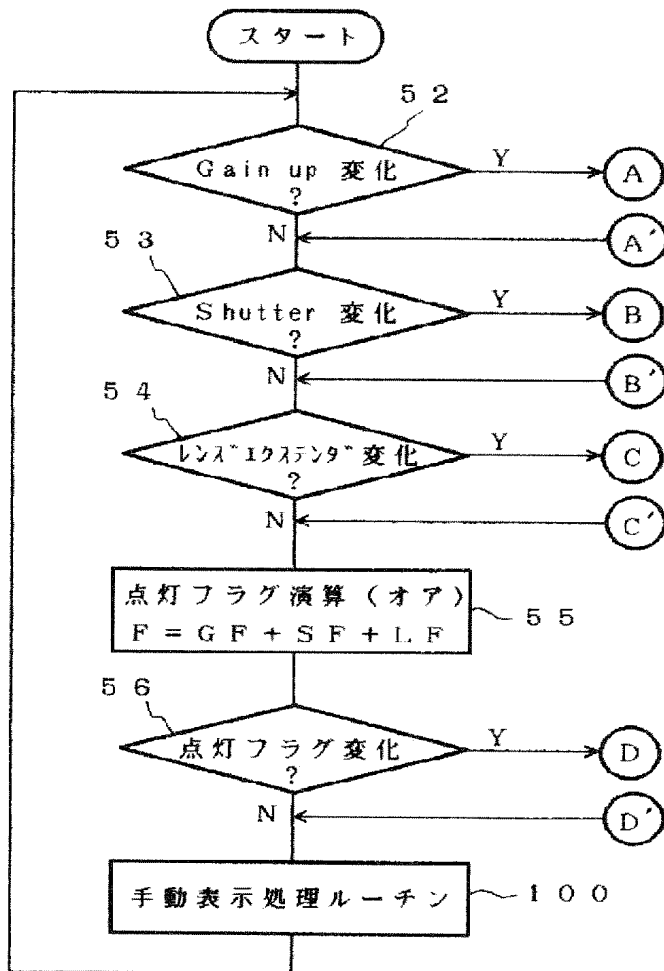 スタート
５２
Gain up 変化
?
Y
A
N
A′
５３
Shutter 変化
?
Y
B
N
B′
５４
ﾚﾝｽﾞｴｸｽﾃﾝﾀﾞ変化
?
Y
C
N
C′
点灯フラグ演算（オア）
Ｆ＝ＧＦ＋ＳＦ＋ＬＦ
５５
５６
点灯フラグ変化
?
Y
D
N
D′
手動表示処理ルーチン
１００